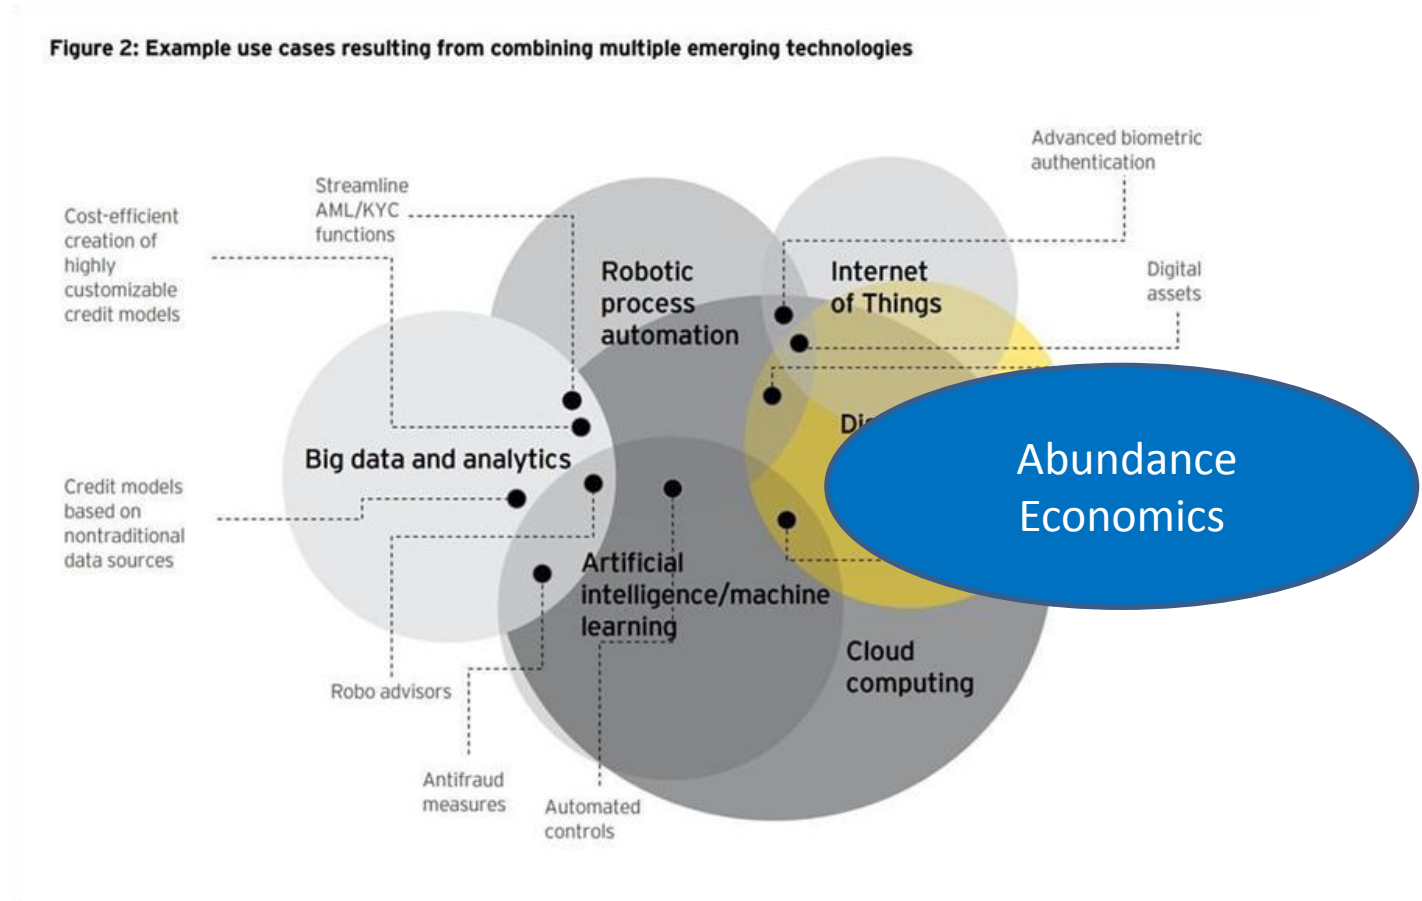 Figure 2: Example use cases resulting from combining multiple emerging technologies
Advanced biometric
authentication
Streamline
AML/KYC
functions
Cost-efficient
creation of
highly
customizable
credit models
Digital
assets
Robotic
process
automation
Internet
of Things
Big data and analytics
Abundance
Economics
Credit models
based on
nontraditional
data sources
Artificial
intelligence/machine
learning
Cloud
computing
Robo advisors
Antifraud
measures
Automated
controls